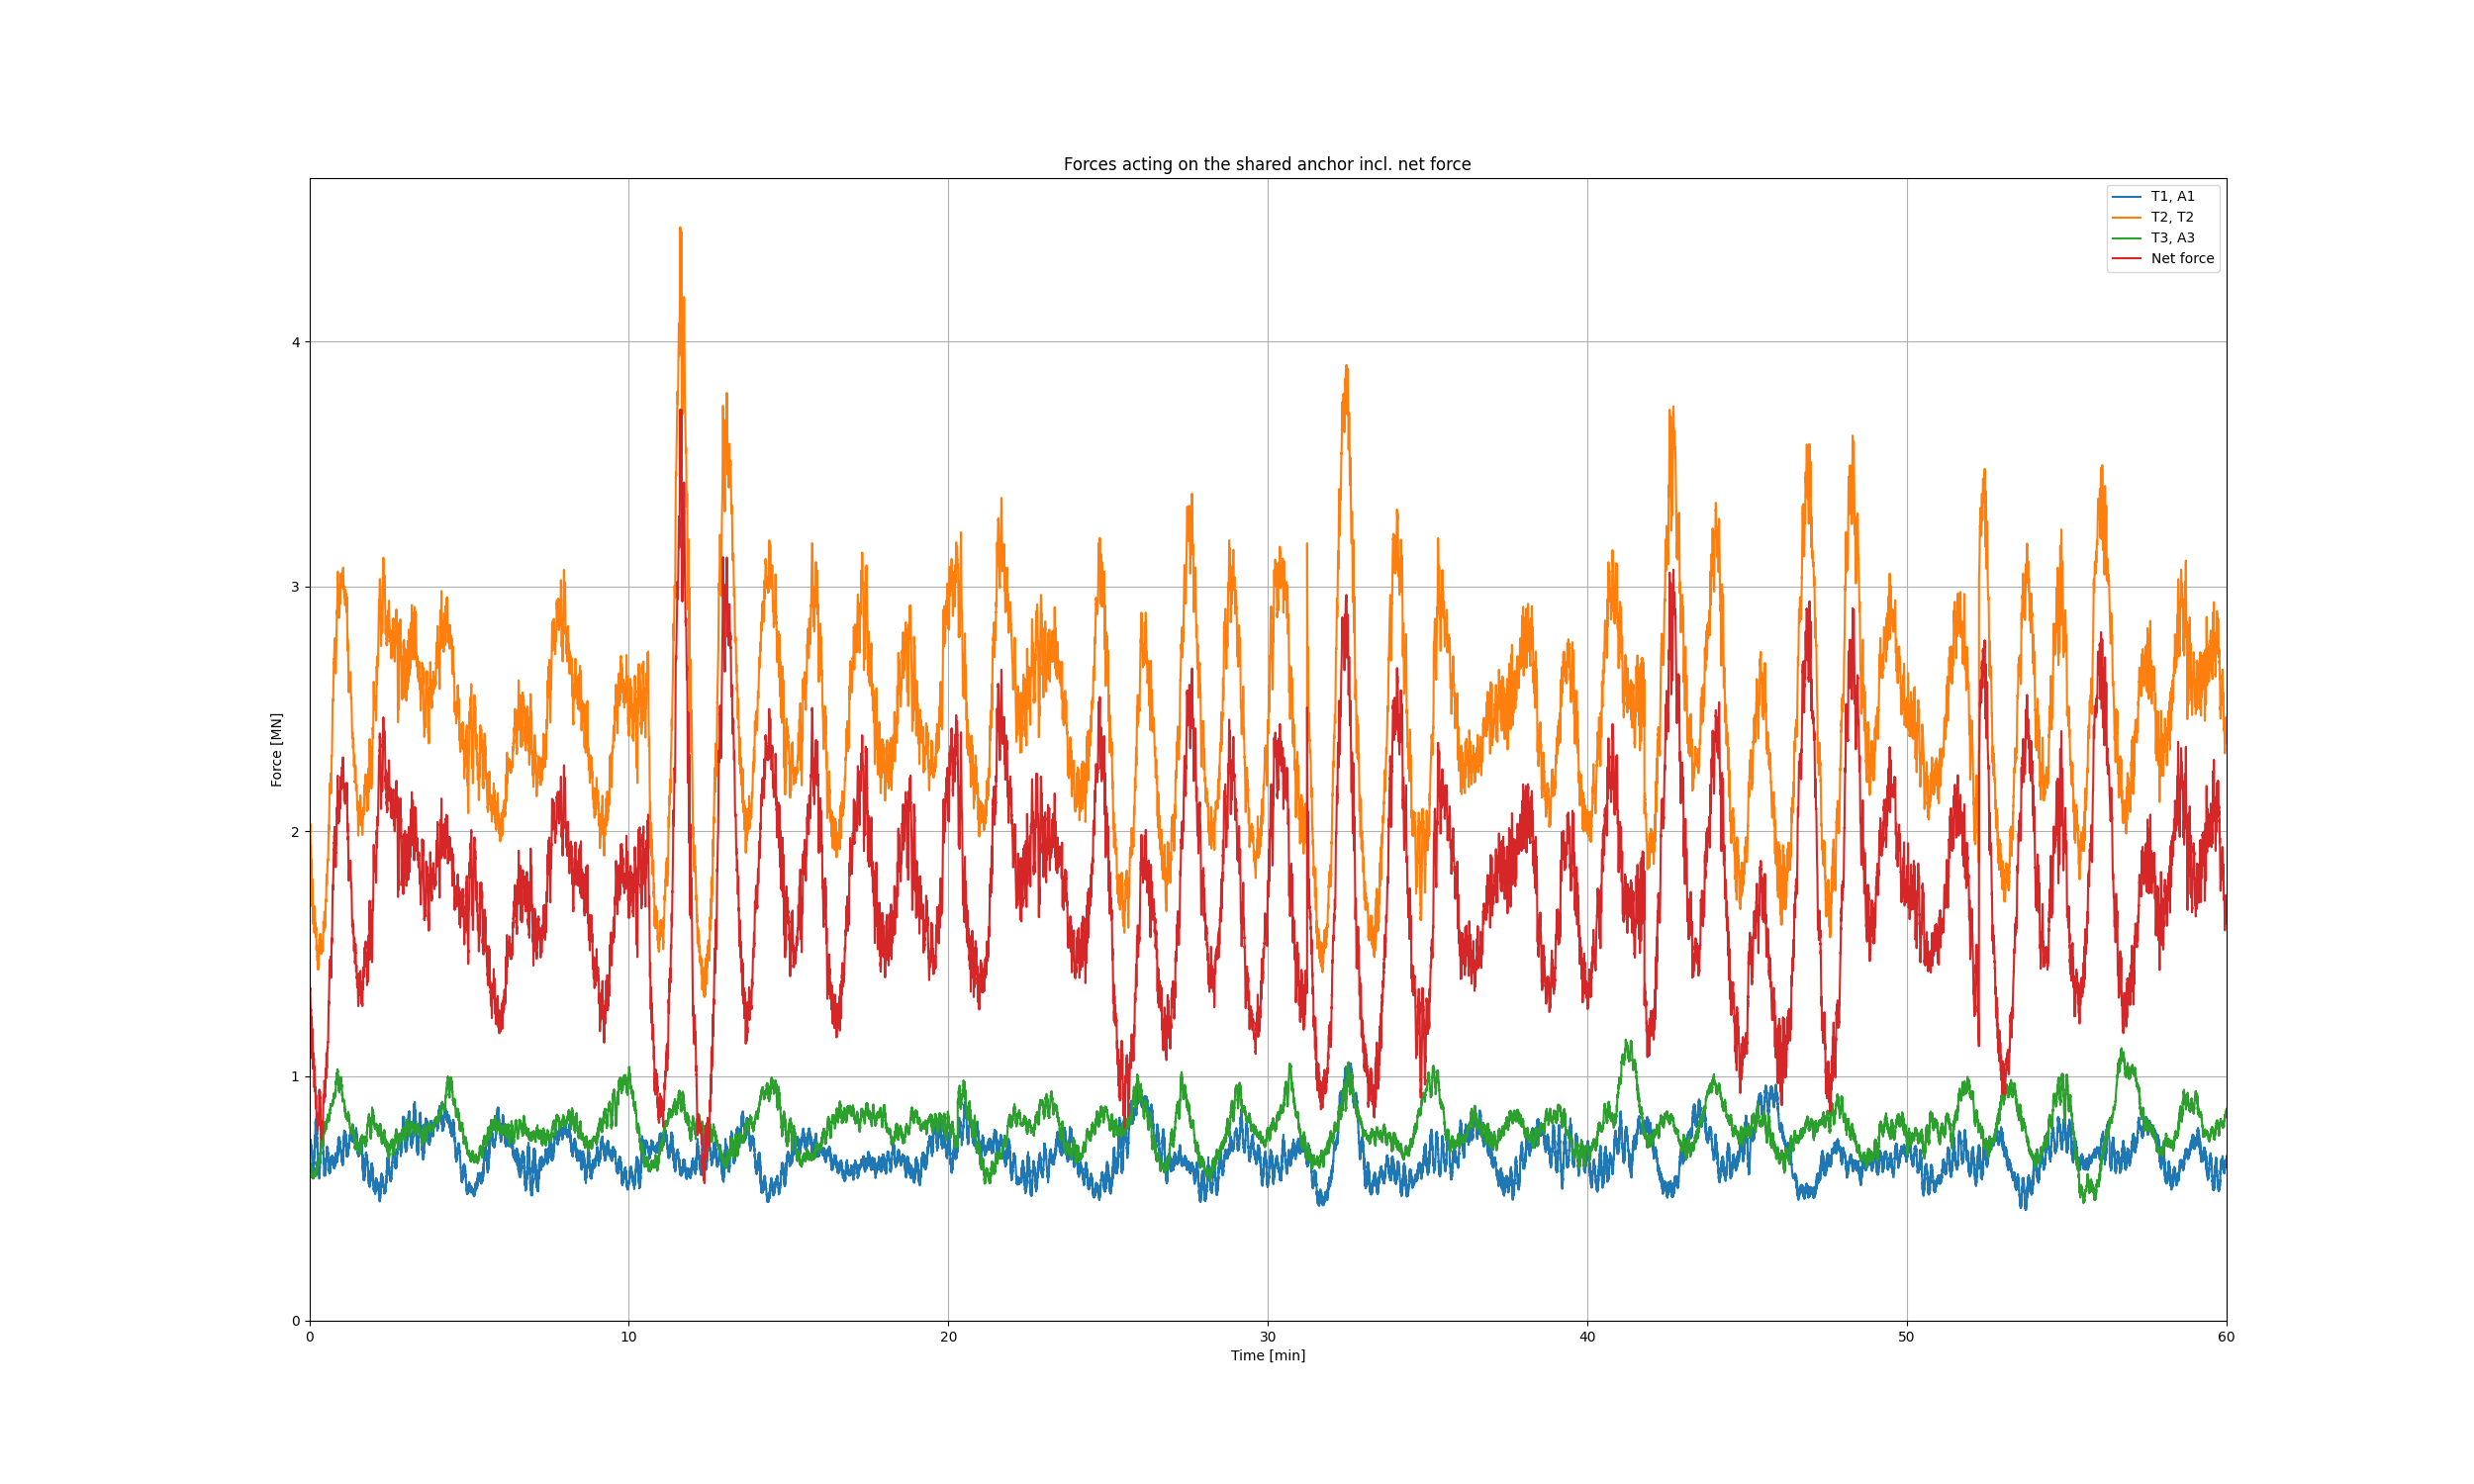 Forces acting on the shared anchor incl. net force
T1, A1
T2, T2
T3, A3
Net force
Force [MN]
4
3
2
1
0
0 10 20 30 40 50 60
Time [min]